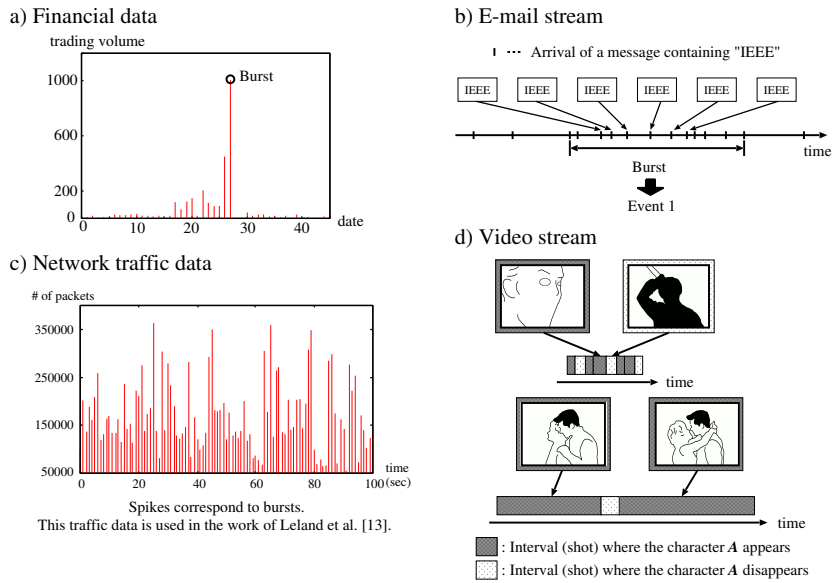 a) Financial data
trading volume
1000
600
200
0
0 20 40
date
Burst
b) E-mail stream
Arrival of a message containing "IEEE"
IEEE IEEE IEEE IEEE IEEE IEEE
time
Burst
Event 1
c) Network traffic data
# of packets
350000
250000
150000
50000
0 20 40 60 80 100
time
(sec)
Spikes correspond to bursts.
This traffic data is used in the work of Leland et al. [13].
d) Video stream
time
time
: Interval (shot) where the character A appears
: Interval (shot) where the character A disappears